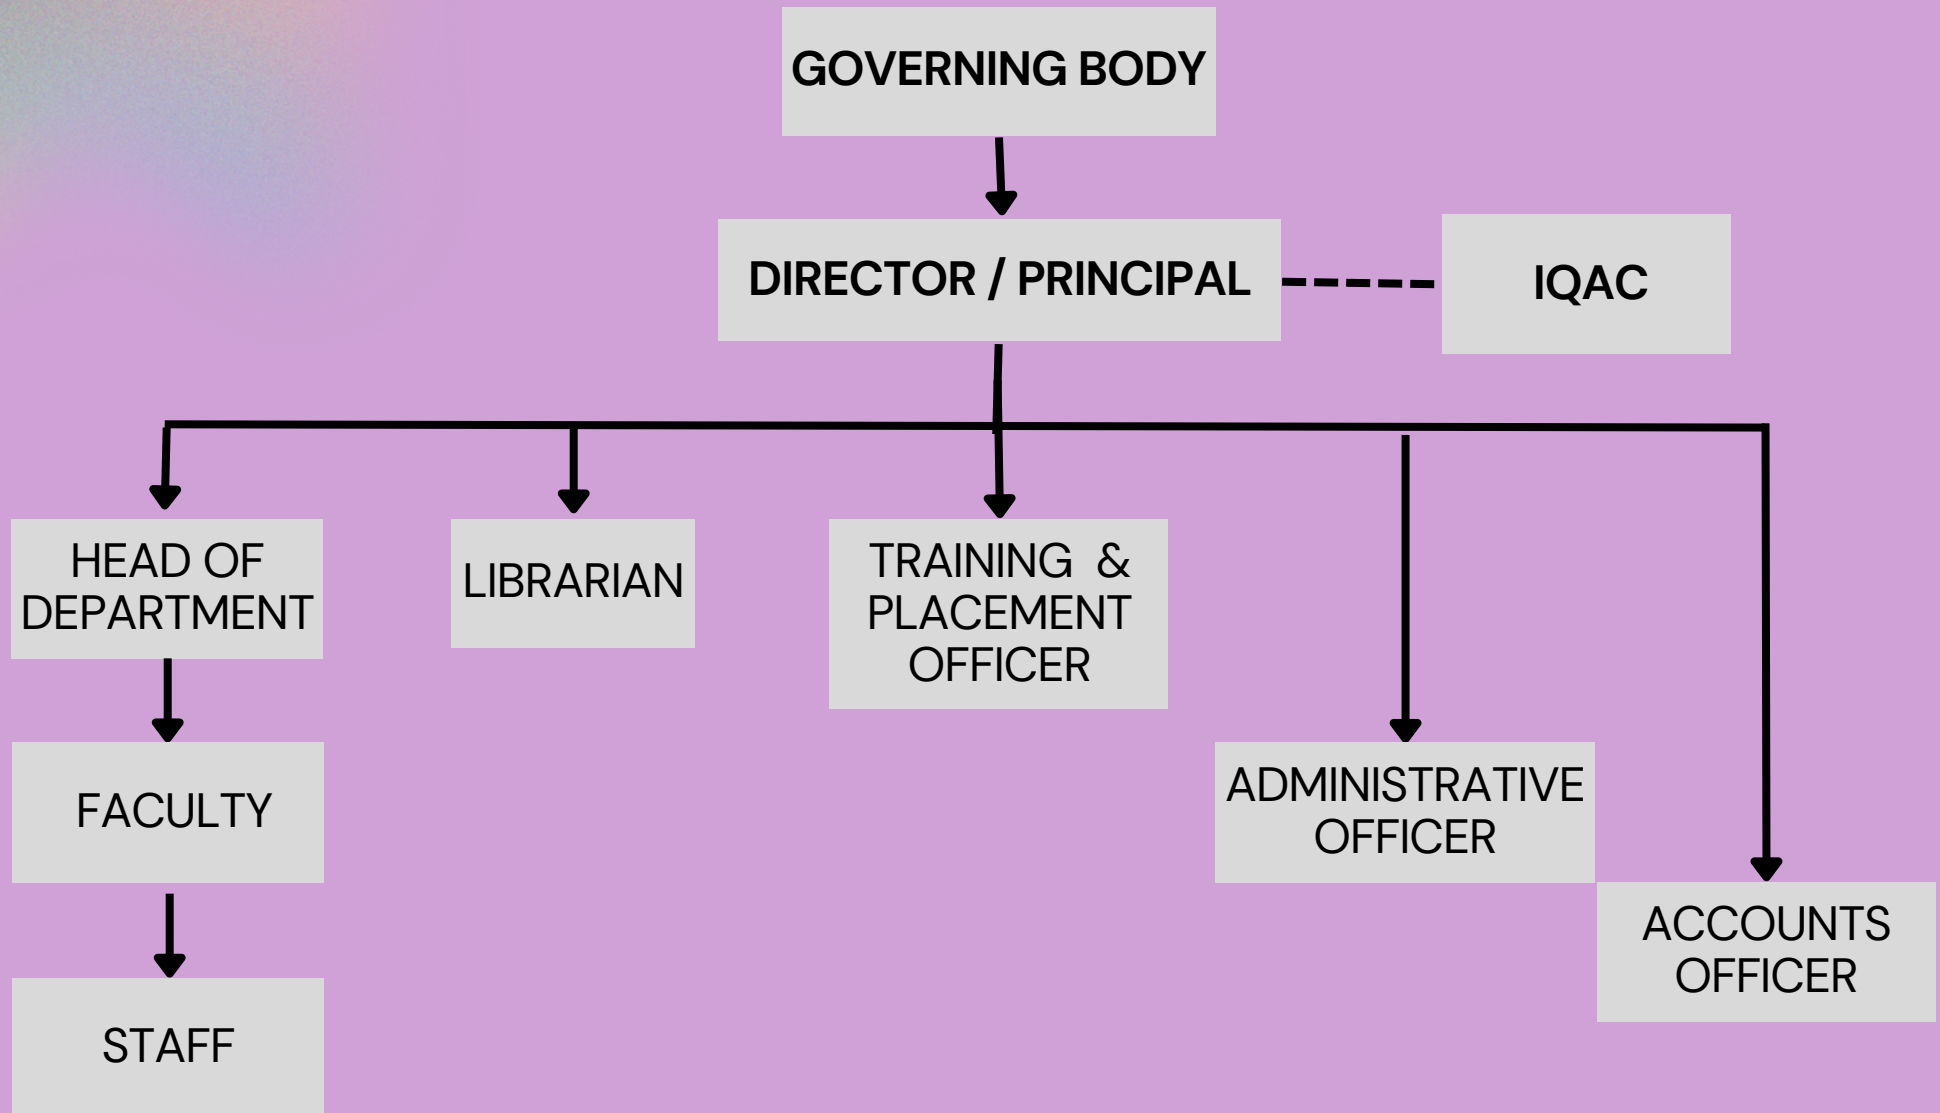 GOVERNING BODY
DIRECTOR / PRINCIPAL
IQAC
HEAD OF
DEPARTMENT
LIBRARIAN
TRAINING &
PLACEMENT
OFFICER
FACULTY
ADMINISTRATIVE
OFFICER
ACCOUNTS
OFFICER
STAFF